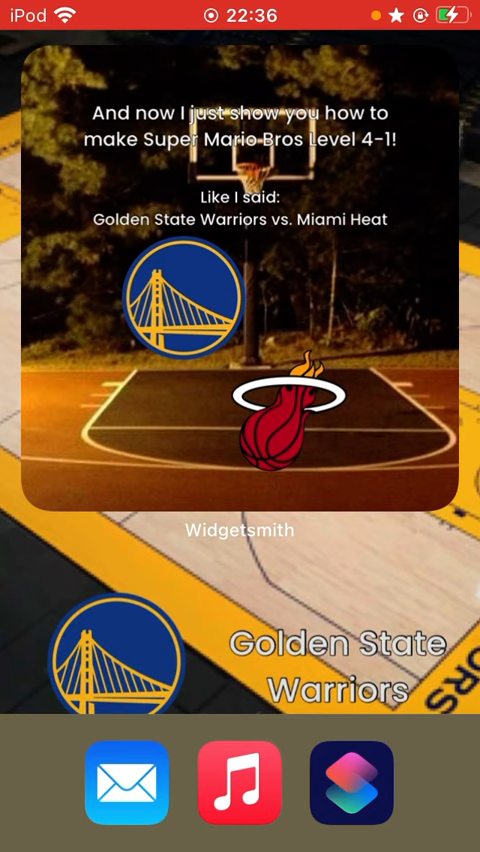 iPod 22:36
And now I just show you how to
make Super Mario Bros Level 4-1!
Like I said:
Golden State Warriors vs. Miami Heat
Widgetsmith
Golden State
Warriors
ORS